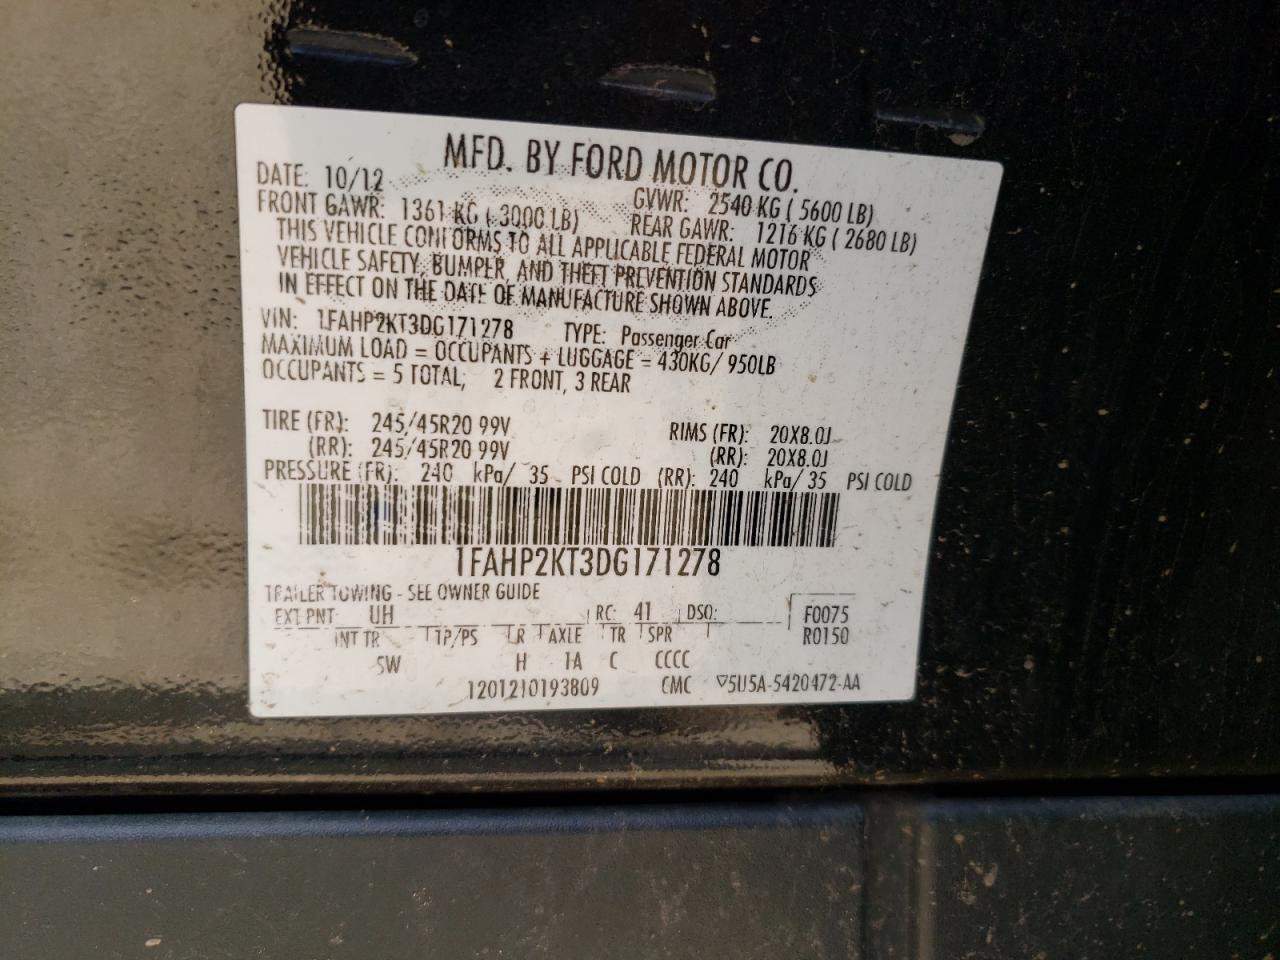 MFD. BY FORD MOTOR CO.
DATE: 10/12 GVWR: 2540 KG ( 5600 LB)
FRONT GAWR: 1361 KG ( 3000 LB) REAR GAWR: 1216 KG ( 2680 LB)
THIS VEHICLE CONFORMS TO ALL APPLICABLE FEDERAL MOTOR
VEHICLE SAFETY, BUMPER, AND THEFT PREVENTION STANDARDS
IN EFFECT ON THE DATE OF MANUFACTURE SHOWN ABOVE.
VIN: 1FAHP2KT3DG171278 TYPE: Passenger Car
MAXIMUM LOAD = OCCUPANTS + LUGGAGE = 430KG/ 950LB
OCCUPANTS = 5 TOTAL, 2 FRONT, 3 REAR
TIRE (FR): 245/45R20 99V RIMS (FR): 20X8.0J
(RR): 245/45R20 99V (RR): 20X8.0J
PRESSURE (FR): 240 kPa/ 35 PSI COLD (RR): 240 kPa/ 35 PSI COLD
1FAHP2KT3DG171278
TRAILER TOWING - SEE OWNER GUIDE
EXT PNT UH RC: 41 DSO: F0075
INT TR TP/PS R AXLE TR SPR R0150
5W H 1A C CCCC
1201210193809 CMC ▽5U5A-5420472-AA